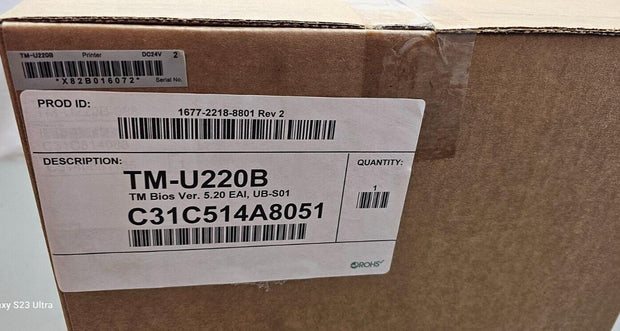 TM-U220B Printer DC24V 2
*X82B016072* Serial No.
PROD ID:
1677-2218-8801 Rev 2
DESCRIPTION:
TM-U220B
TM Bios Ver. 5.20 EAI, UB-S01
C31C514A8051
QUANTITY:
1
ROHS
xy S23 Ultra